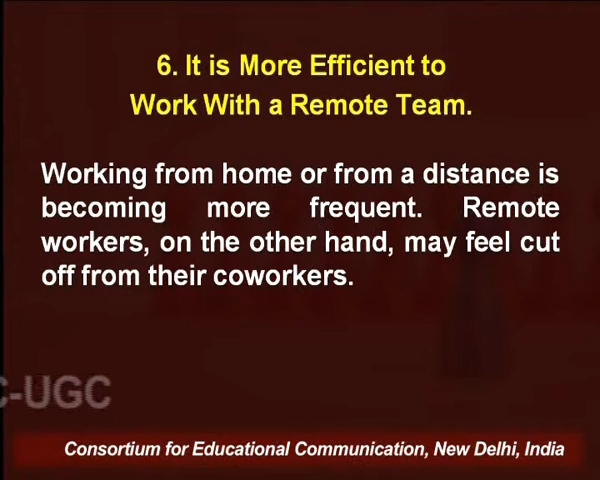 6. It is More Efficient to
Work With a Remote Team.
Working from home or from a distance is
becoming more frequent. Remote
workers, on the other hand, may feel cut
off from their coworkers.
C-UGC
Consortium for Educational Communication, New Delhi, India